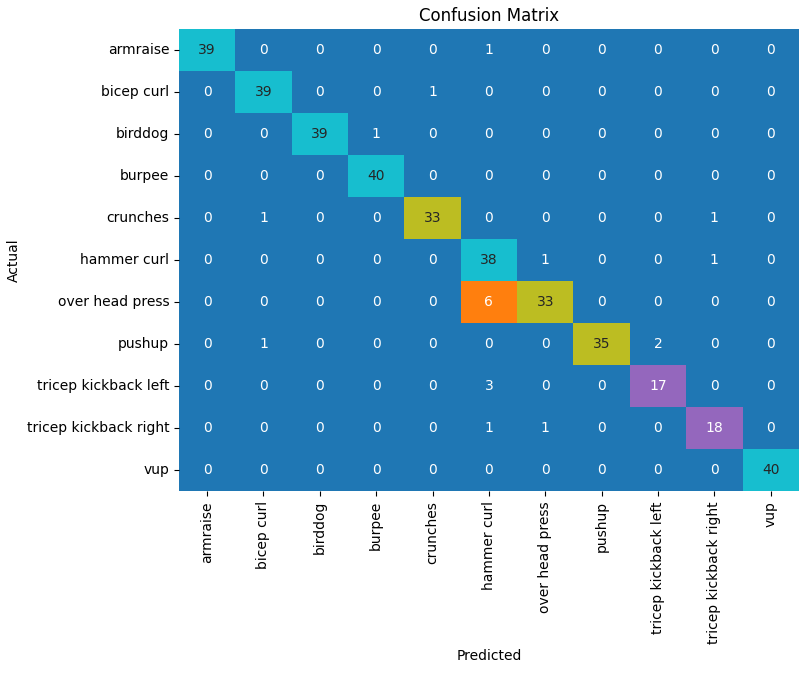 Confusion Matrix
Actual
armraise 39 0 0 0 0 1 0 0 0 0 0
bicep curl 0 39 0 0 1 0 0 0 0 0 0
birddog 0 0 39 1 0 0 0 0 0 0 0
burpee 0 0 0 40 0 0 0 0 0 0 0
crunches 0 1 0 0 33 0 0 0 0 1 0
hammer curl 0 0 0 0 0 38 1 0 0 1 0
over head press 0 0 0 0 0 6 33 0 0 0 0
pushup 0 1 0 0 0 0 0 35 2 0 0
tricep kickback left 0 0 0 0 0 3 0 0 17 0 0
tricep kickback right 0 0 0 0 0 1 1 0 0 18 0
vup 0 0 0 0 0 0 0 0 0 0 40
armraise
bicep curl
birddog
burpee
crunches
hammer curl
over head press
pushup
tricep kickback left
tricep kickback right
vup
Predicted